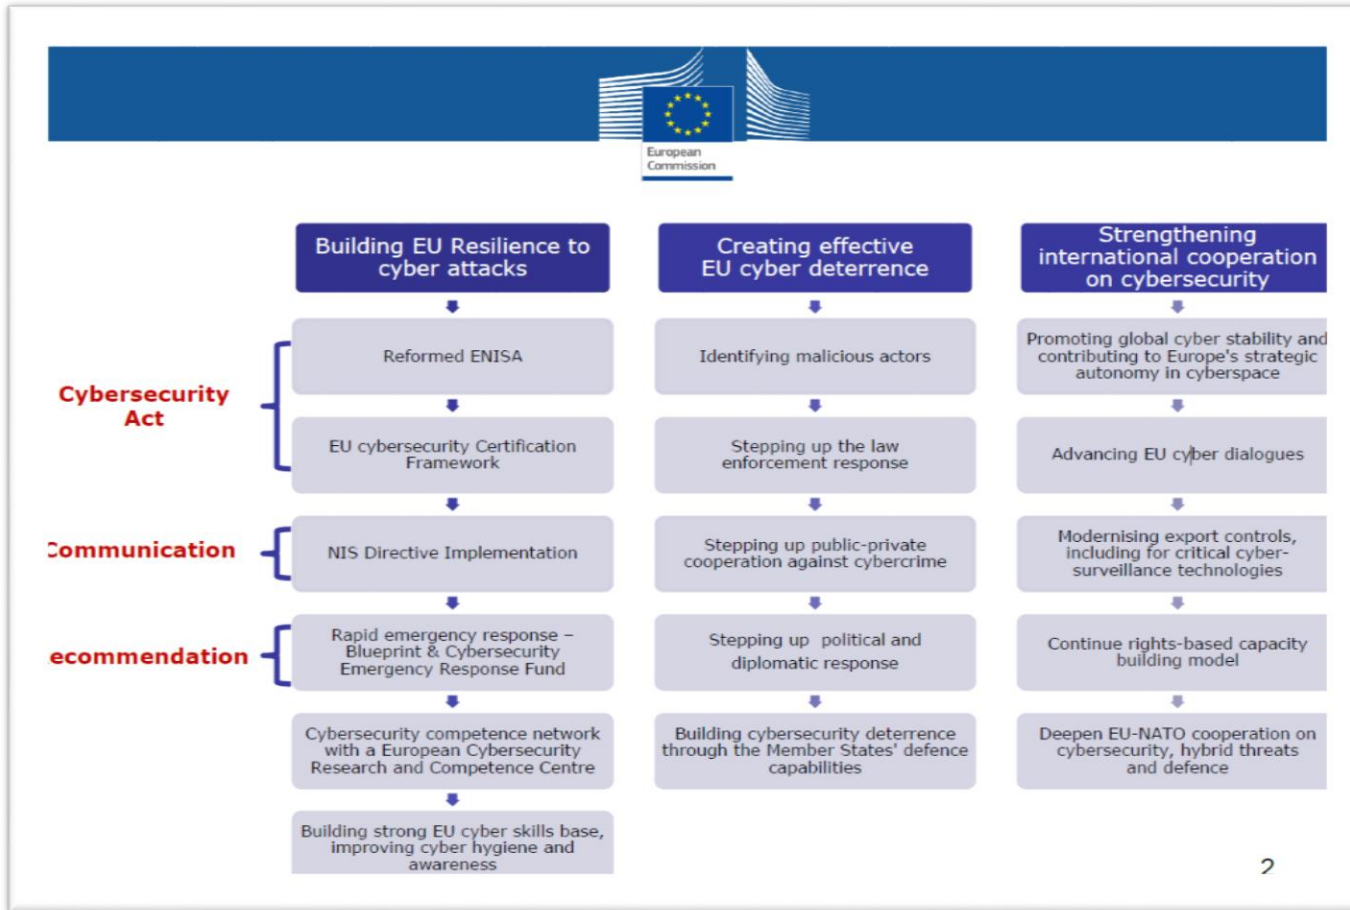 European
Commission
Building EU Resilience to
cyber attacks
Reformed ENISA
EU cybersecurity Certification
Framework
NIS Directive Implementation
Rapid emergency response –
Blueprint & Cybersecurity
Emergency Response Fund
Cybersecurity competence network
with a European Cybersecurity
Research and Competence Centre
Building strong EU cyber skills base,
improving cyber hygiene and
awareness
Creating effective
EU cyber deterrence
Identifying malicious actors
Stepping up the law
enforcement response
Stepping up public-private
cooperation against cybercrime
Stepping up political and
diplomatic response
Building cybersecurity deterrence
through the Member States' defence
capabilities
Strengthening
international cooperation
on cybersecurity
Promoting global cyber stability and
contributing to Europe's strategic
autonomy in cyberspace
Advancing EU cyber dialogues
Modernising export controls,
including for critical cyber-
surveillance technologies
Continue rights-based capacity
building model
Deepen EU-NATO cooperation on
cybersecurity, hybrid threats
and defence
Cybersecurity
Act
Communication
ecommendation
2